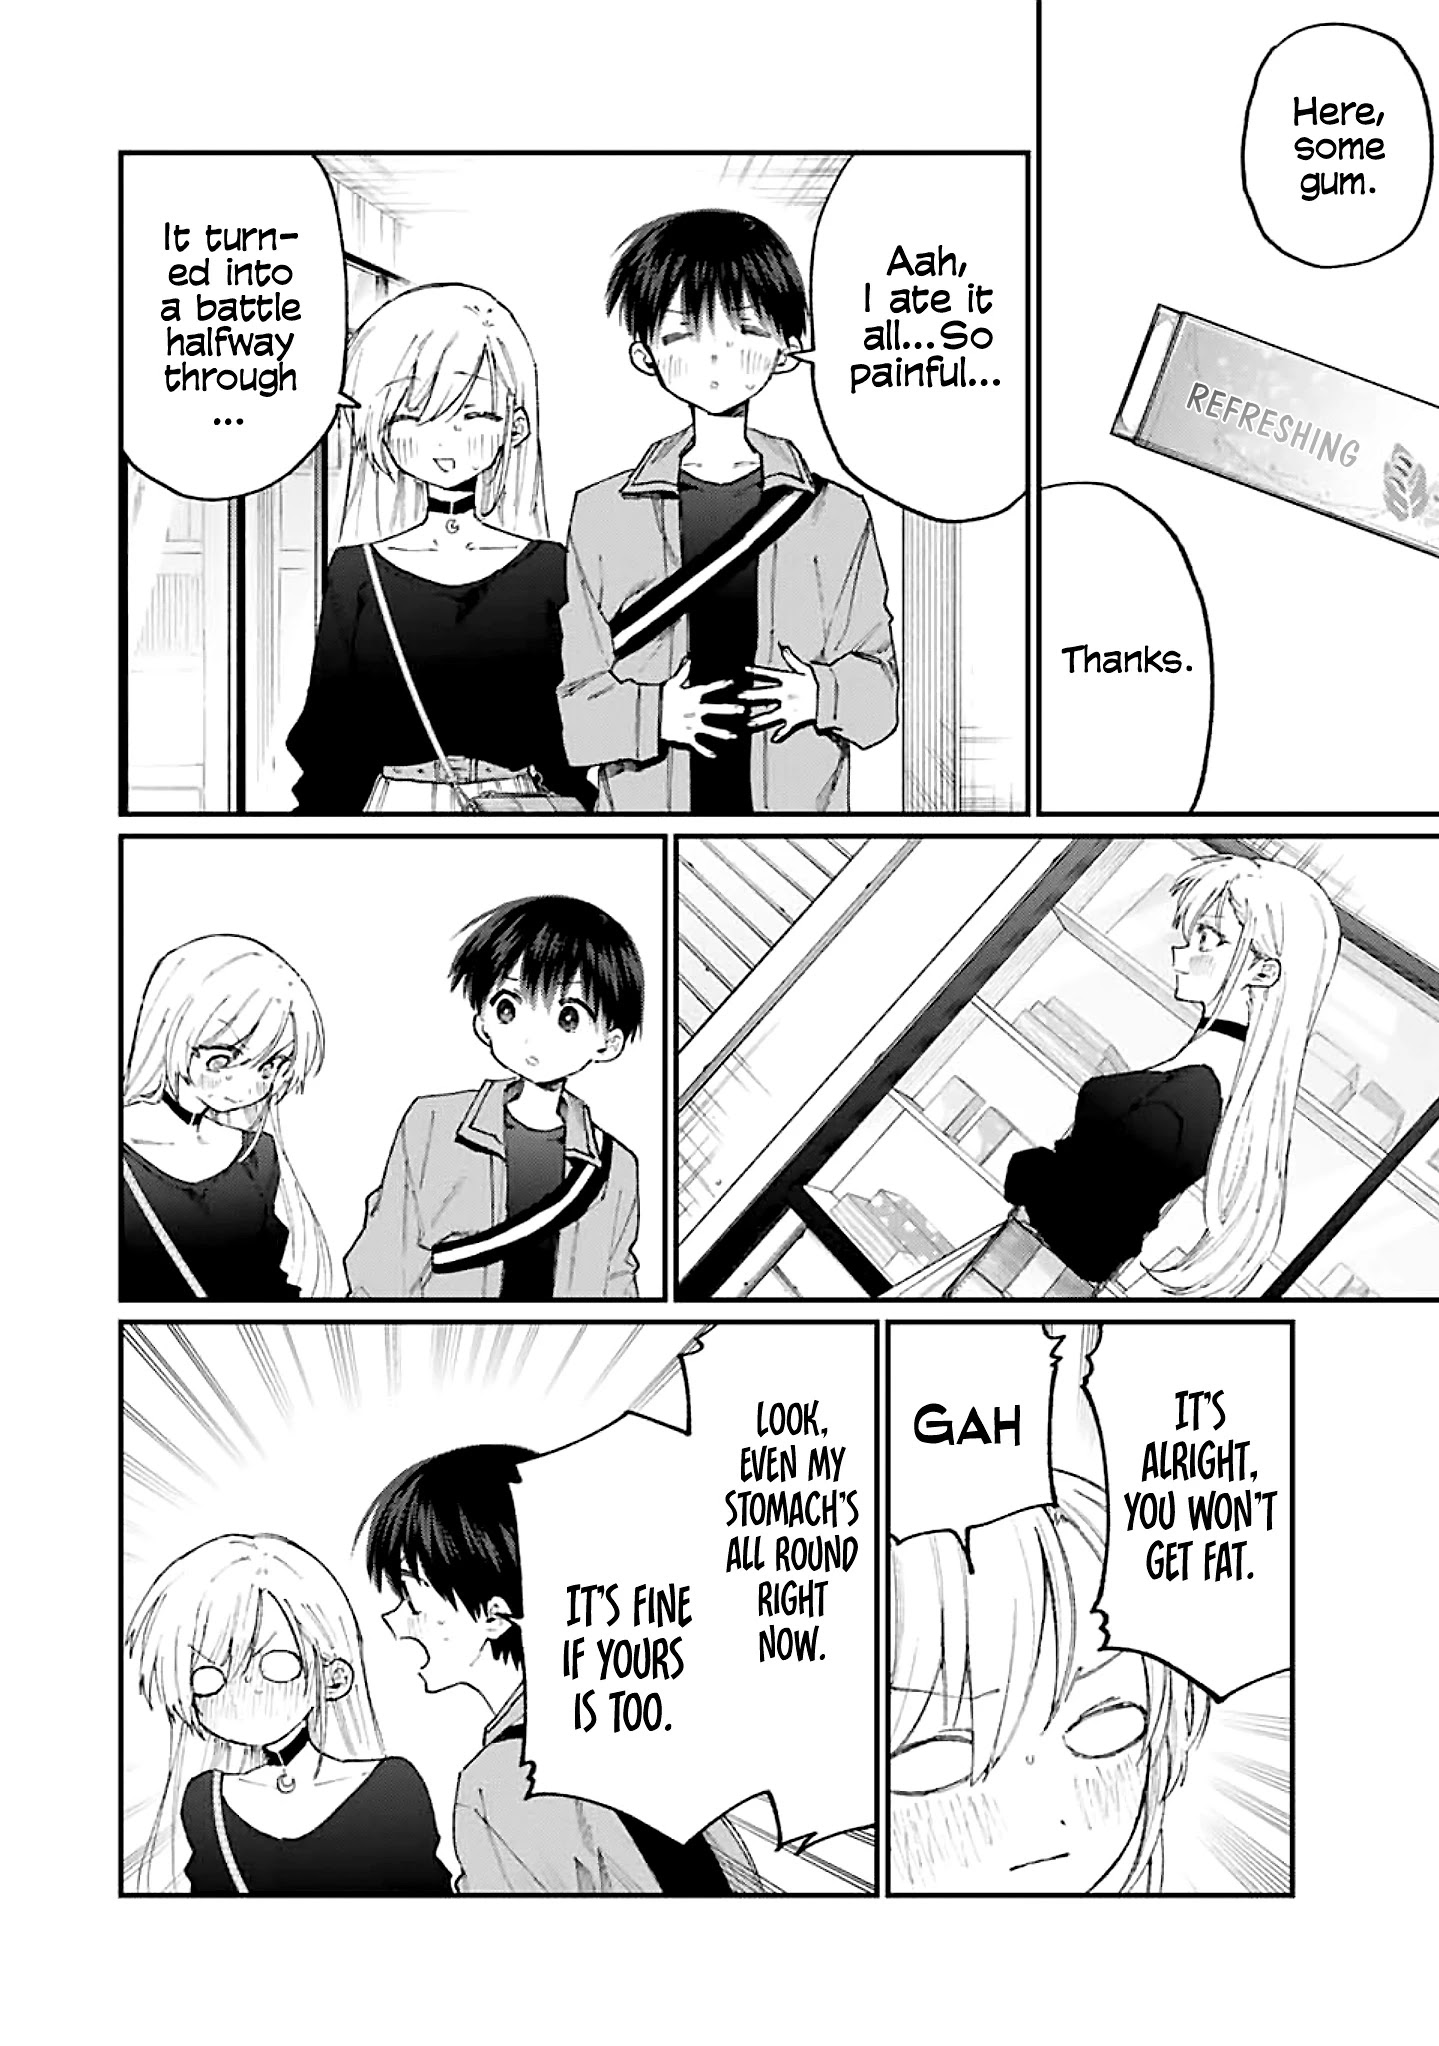 Here,
some
gum.
REFRESHING
Thanks.
Aah,
I ate it
all...So
painful...
It turn-
ed into
a battle
halfway
through
...
IT'S
ALRIGHT,
YOU WON'T
GET FAT.
GAH
LOOK,
EVEN MY
STOMACH'S
ALL ROUND
RIGHT
NOW.
IT'S FINE
IF YOURS
IS TOO.